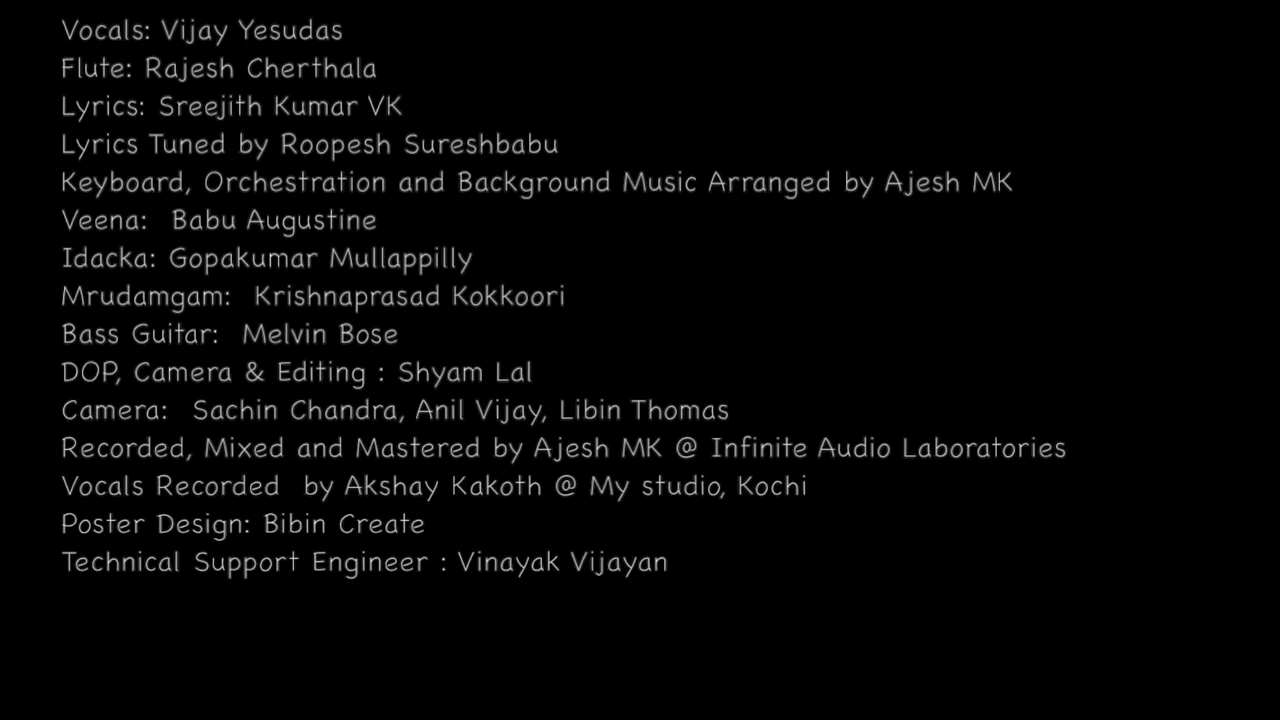 Vocals: Vijay Yesudas
Flute: Rajesh Cherthala
Lyrics: Sreejith Kumar VK
Lyrics Tuned by Roopesh Sureshbabu
Keyboard, Orchestration and Background Music Arranged by Ajesh MK
Veena:  Babu Augustine
Idacka: Gopakumar Mullappilly
Mrudamgam:  Krishnaprasad Kokkoori
Bass Guitar:  Melvin Bose
DOP, Camera & Editing : Shyam Lal
Camera:  Sachin Chandra, Anil Vijay, Libin Thomas
Recorded, Mixed and Mastered by Ajesh MK @ Infinite Audio Laboratories
Vocals Recorded  by Akshay Kakoth @ My studio, Kochi
Poster Design: Bibin Create
Technical Support Engineer : Vinayak Vijayan